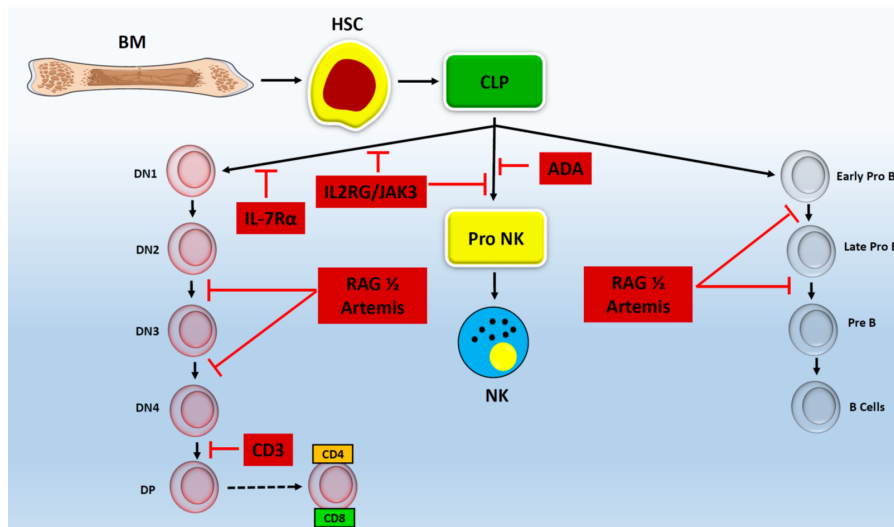 BM
HSC
CLP
DN1
IL-7Rα
IL2RG/JAK3
ADA
Early Pro B
DN2
Pro NK
Late Pro B
RAG ½
Artemis
RAG ½
Artemis
DN3
Pre B
NK
DN4
B Cells
CD3
CD4
DP
CD8